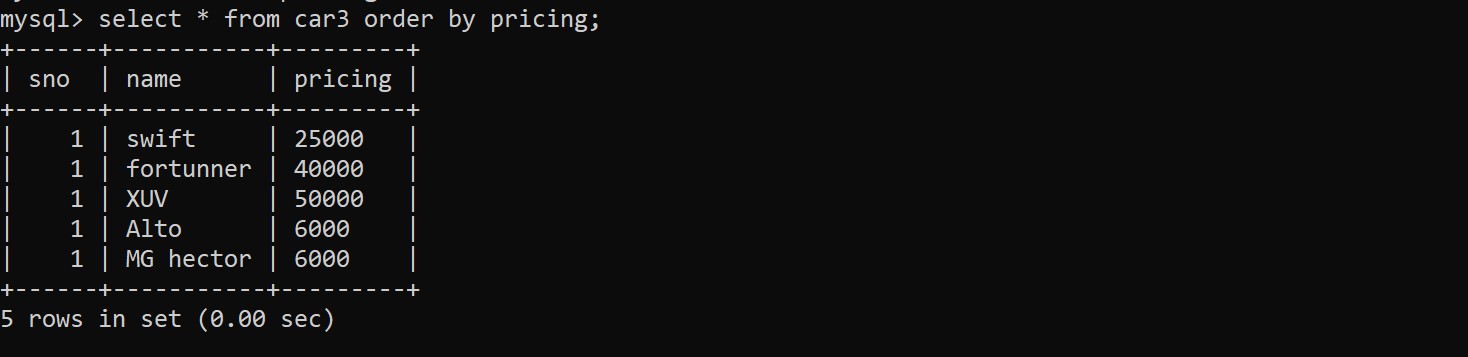 mysql> select * from car3 order by pricing;
+------+-----------+---------+
| sno  | name      | pricing |
+------+-----------+---------+
|    1 | swift     | 25000   |
|    1 | fortunner | 40000   |
|    1 | XUV       | 50000   |
|    1 | Alto      | 6000    |
|    1 | MG hector | 6000    |
+------+-----------+---------+
5 rows in set (0.00 sec)